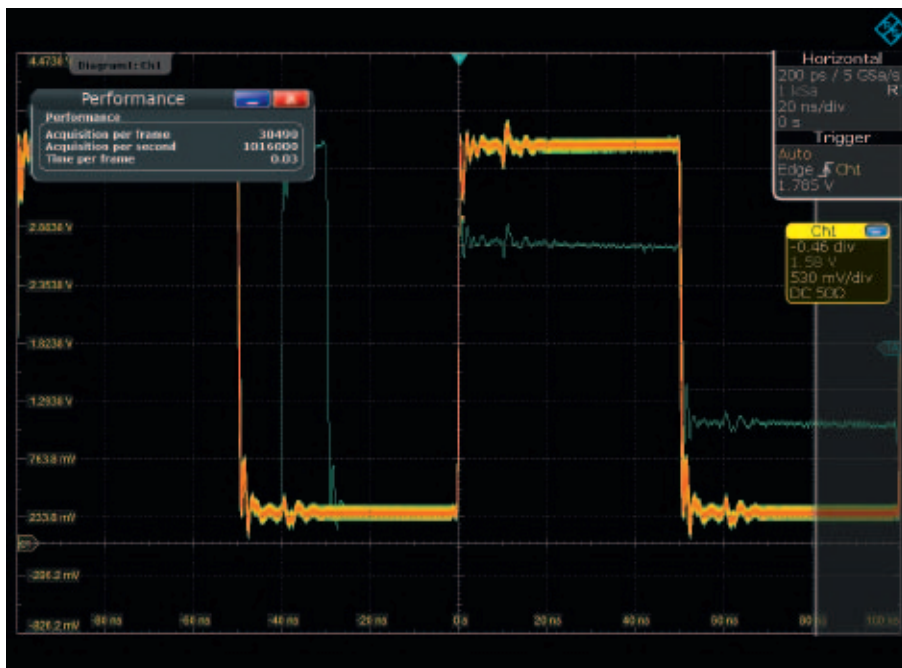 4.4738 V
Diagram1: Ch1
Performance
Performance
Acquisition per frame 30490
Acquisition per second 1016000
Time per frame 0.03
Horizontal
200 ps / 5 GSa/s
1 kSa R
20 ns/div
0 s
Trigger
Auto
Edge Ch1
1.785 V
2.8838 V
Ch1
-0.46 div
1.58 V
530 mV/div
DC 50Ω
2.3538 V
1.8238 V
1.2938 V
763.8 mV
233.8 mV
-296.2 mV
-826.2 mV
-80 ns
-60 ns
-40 ns
-20 ns
0 s
20 ns
40 ns
60 ns
80 ns
100 ns